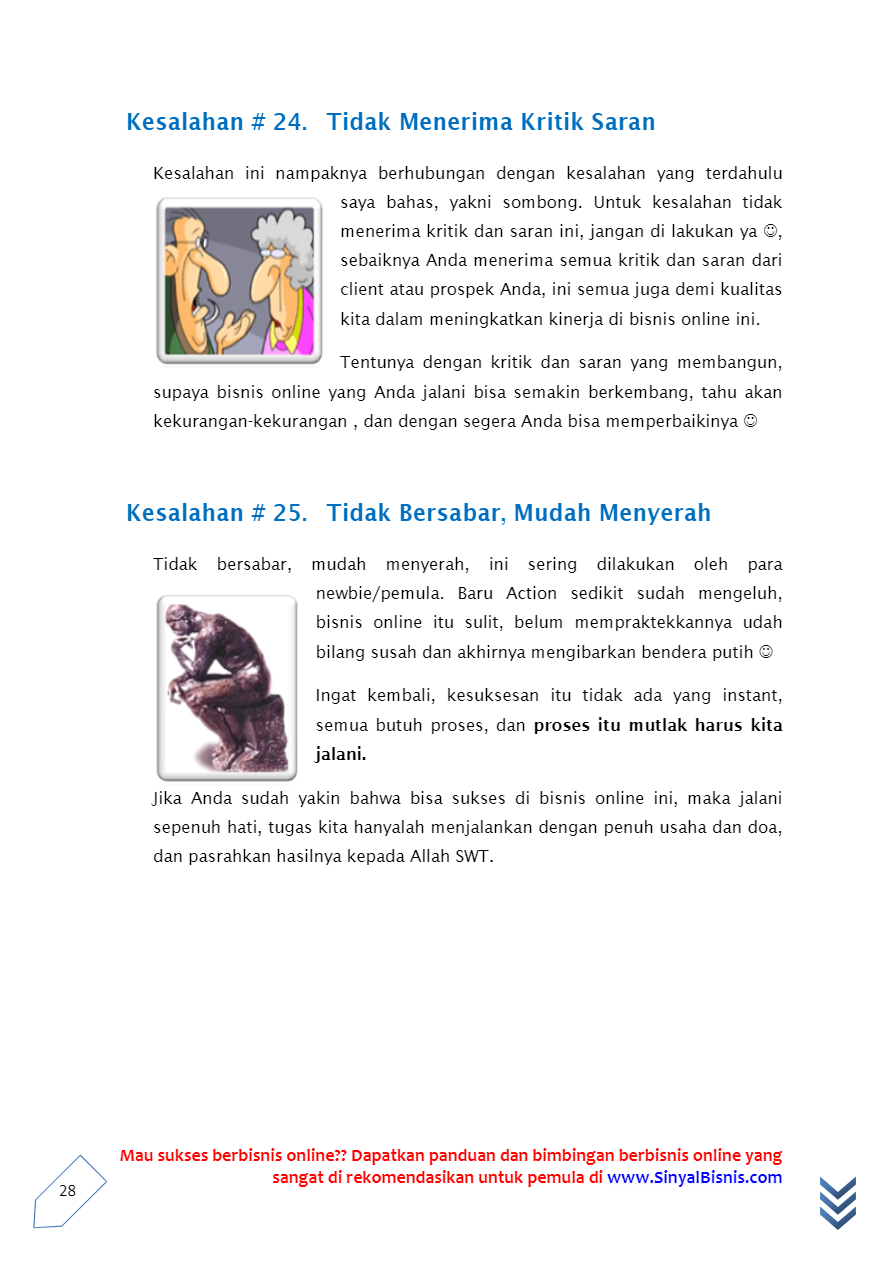 Kesalahan # 24. Tidak Menerima Kritik Saran
Kesalahan ini nampaknya berhubungan dengan kesalahan yang terdahulu
saya bahas, yakni sombong. Untuk kesalahan tidak
menerima kritik dan saran ini, jangan di lakukan ya ☺,
sebaiknya Anda menerima semua kritik dan saran dari
client atau prospek Anda, ini semua juga demi kualitas
kita dalam meningkatkan kinerja di bisnis online ini.
Tentunya dengan kritik dan saran yang membangun,
supaya bisnis online yang Anda jalani bisa semakin berkembang, tahu akan
kekurangan-kekurangan , dan dengan segera Anda bisa memperbaikinya ☺
Kesalahan # 25. Tidak Bersabar, Mudah Menyerah
Tidak bersabar, mudah menyerah, ini sering dilakukan oleh para
newbie/pemula. Baru Action sedikit sudah mengeluh,
bisnis online itu sulit, belum mempraktekkannya udah
bilang susah dan akhirnya mengibarkan bendera putih ☺
Ingat kembali, kesuksesan itu tidak ada yang instant,
semua butuh proses, dan proses itu mutlak harus kita
jalani.
Jika Anda sudah yakin bahwa bisa sukses di bisnis online ini, maka jalani
sepenuh hati, tugas kita hanyalah menjalankan dengan penuh usaha dan doa,
dan pasrahkan hasilnya kepada Allah SWT.
Mau sukses berbisnis online?? Dapatkan panduan dan bimbingan berbisnis online yang
sangat di rekomendasikan untuk pemula di www.SinyalBisnis.com
28